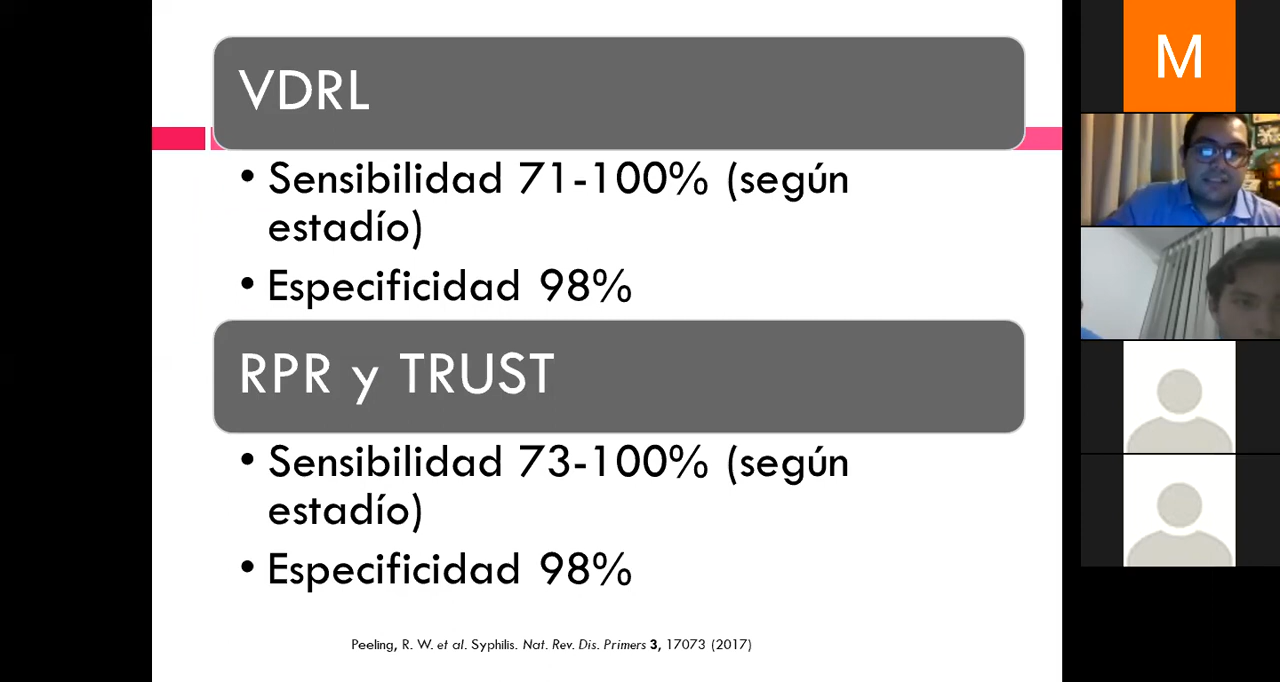 VDRL
• Sensibilidad 71-100% (según
estadío)
• Especificidad 98%
RPR y TRUST
• Sensibilidad 73-100% (según
estadío)
• Especificidad 98%
Peeling, R. W. et al. Syphilis. Nat. Rev. Dis. Primers 3, 17073 (2017)
M